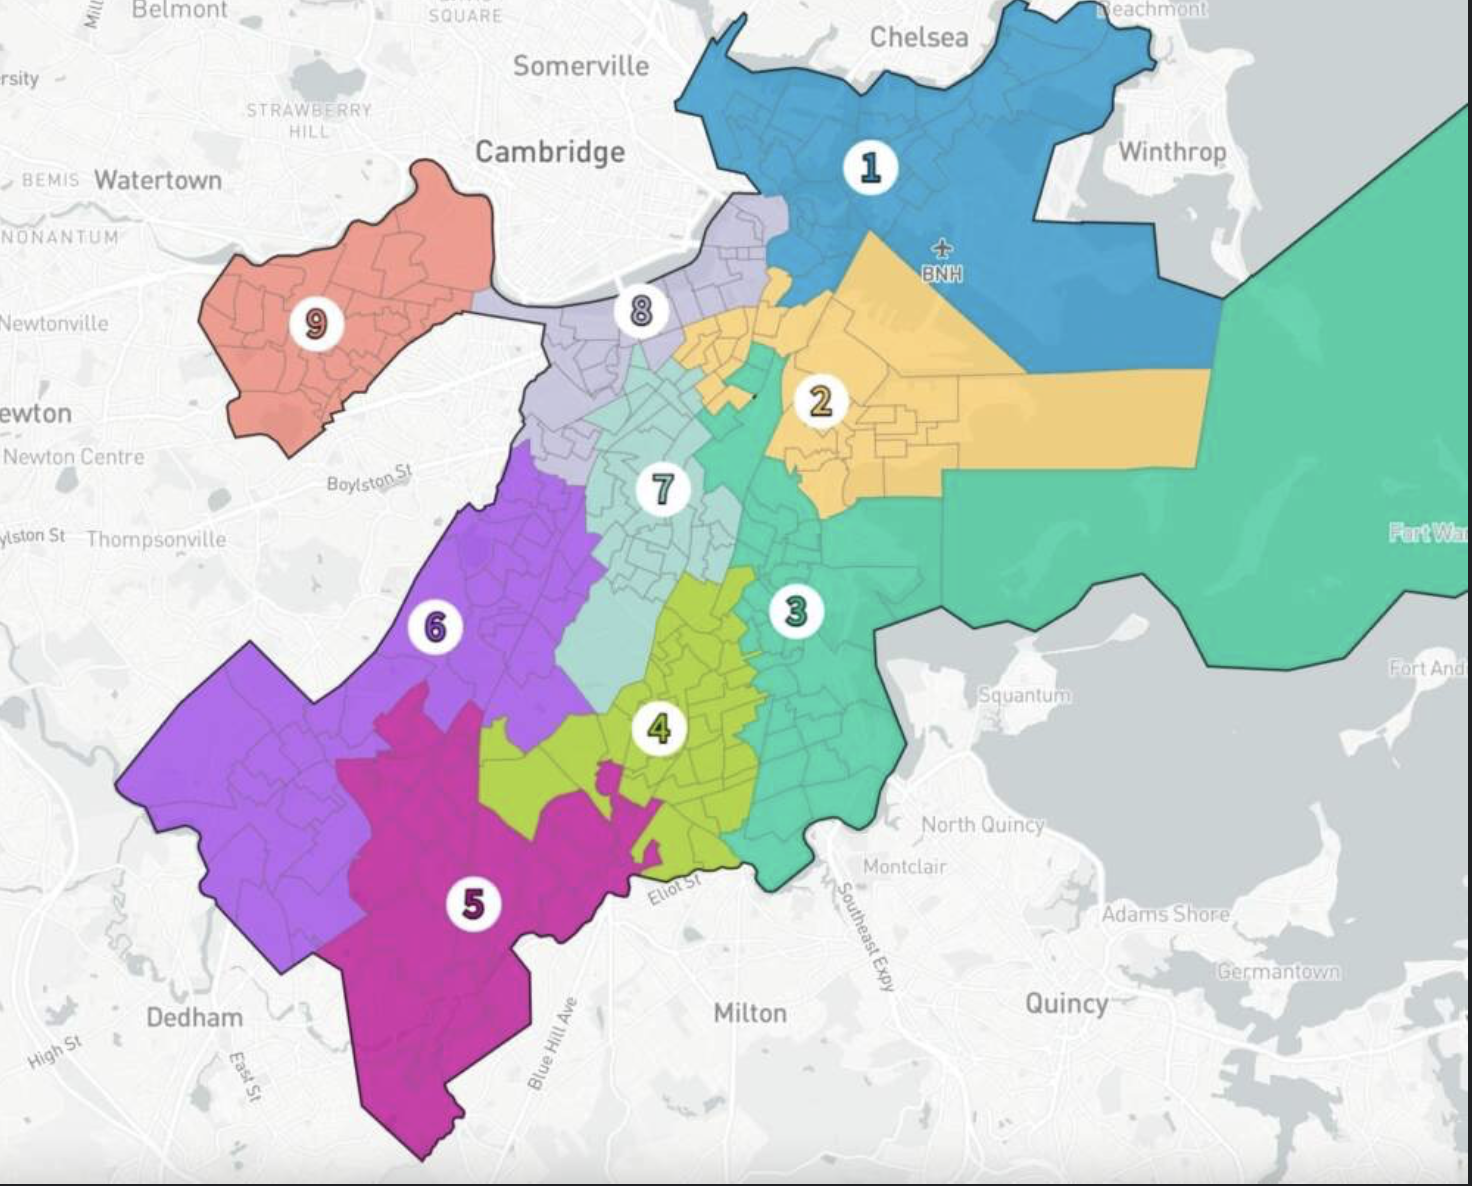 Belmont
SQUARE
Beachmont
Chelsea
Somerville
rsity
STRAWBERRY
HILL
Cambridge
Winthrop
1
BEMIS
Watertown
NONANTUM
BNH
8
9
Newtonville
2
ewton
Newton Centre
Boylston St
7
ylston St
Thompsonville
Fort Wa
3
6
Fort And
Squantum
4
North Quincy
Montclair
5
Eliot St
Southeast Expy
Adams Shore
Germantown
Dedham
Milton
Quincy
High St
East St
Blue Hill Ave